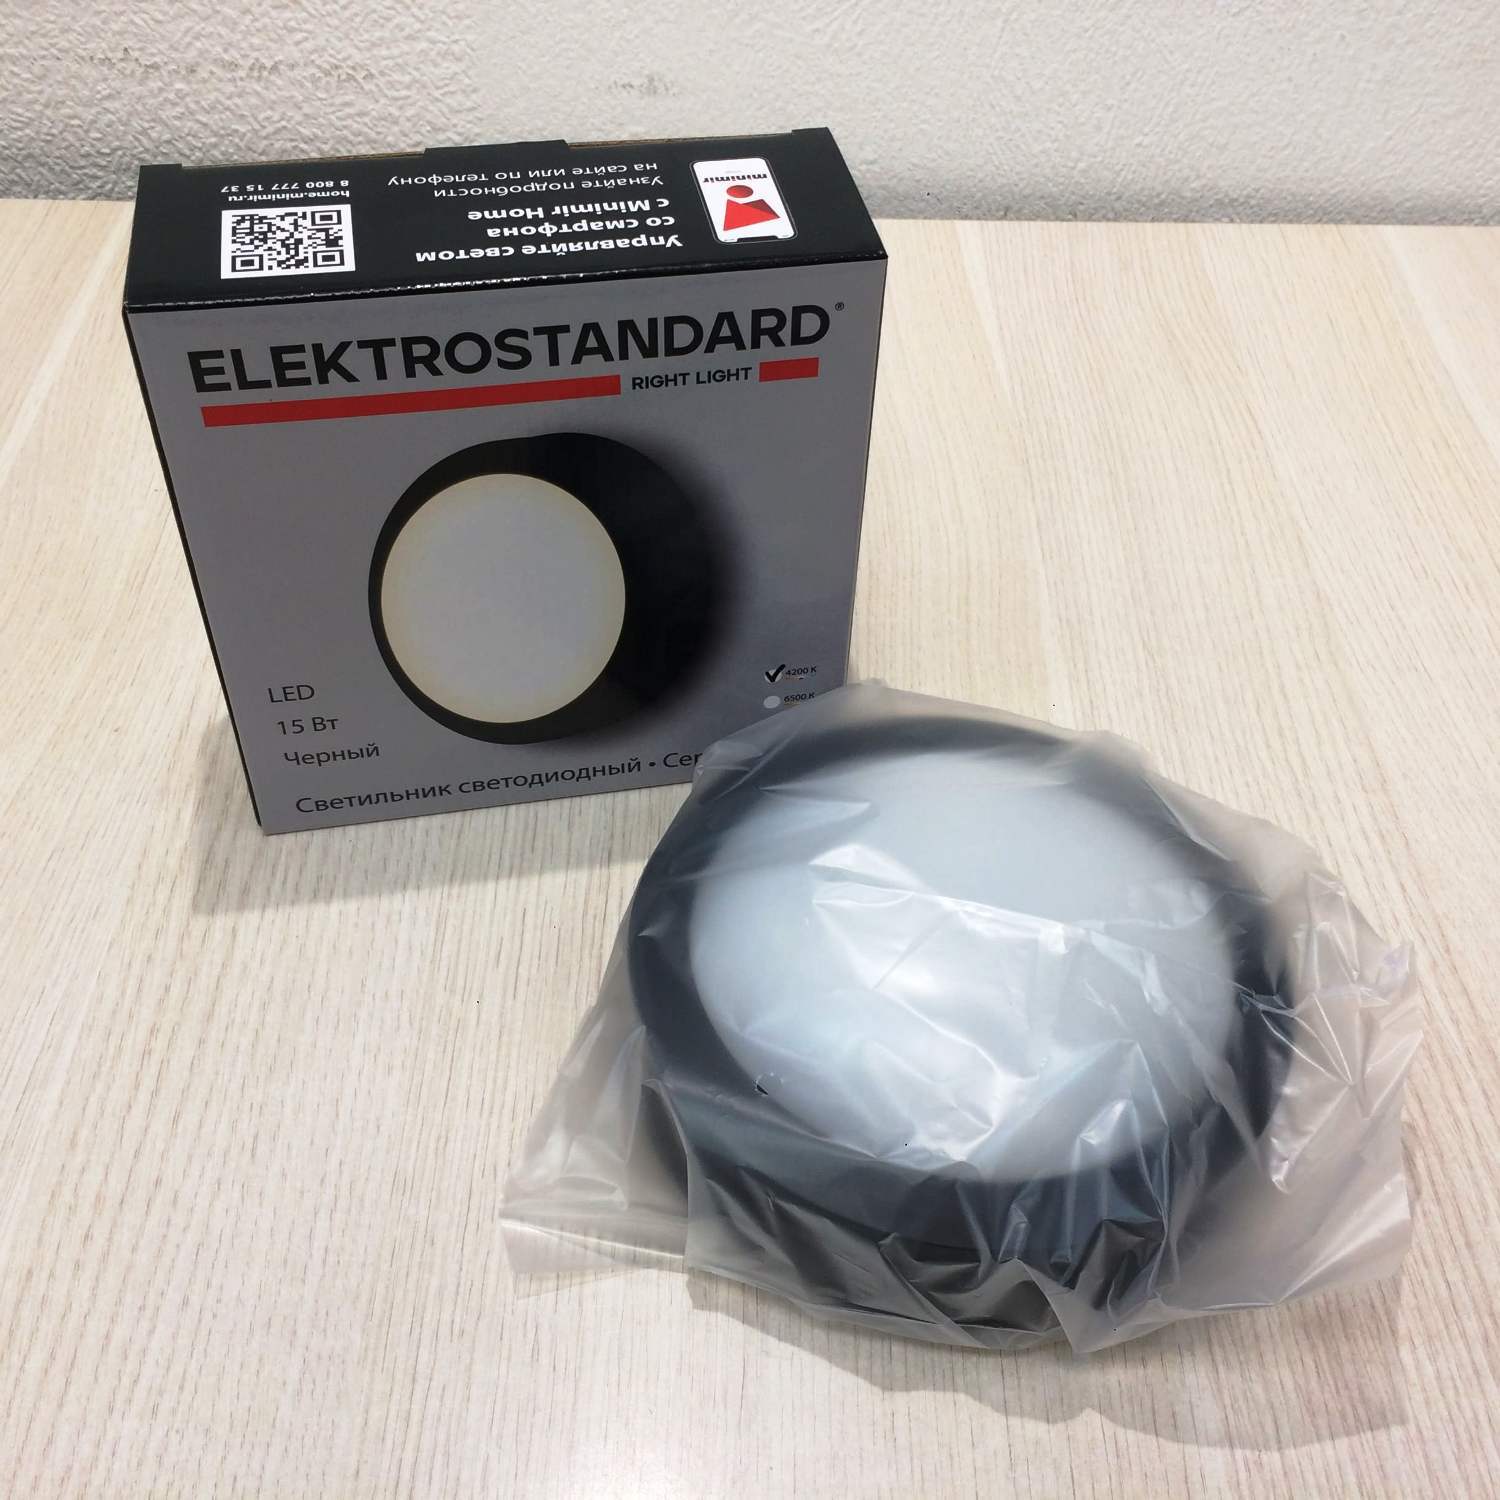 Управляйте светом
со смартфона
с Minimir Home
Узнайте подробности
на сайте или по телефону
home.minimir.ru
8 800 777 15 37
minimir
ELEKTROSTANDARD®
RIGHT LIGHT
4200 K
6500 K
LED
15 Вт
Черный
Светильник светодиодный •